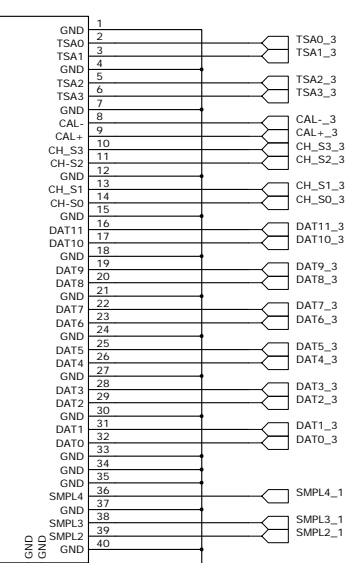 GND 1
TSA0 2 TSA0_3
TSA1 3 TSA1_3
GND 4
TSA2 5 TSA2_3
TSA3 6 TSA3_3
GND 7
CAL- 8 CAL-_3
CAL+ 9 CAL+_3
CH_S3 10 CH_S3_3
CH-S2 11 CH_S2_3
GND 12
CH_S1 13 CH_S1_3
CH-S0 14 CH_S0_3
GND 15
DAT11 16 DAT11_3
DAT10 17 DAT10_3
GND 18
DAT9 19 DAT9_3
DAT8 20 DAT8_3
GND 21
DAT7 22 DAT7_3
DAT6 23 DAT6_3
GND 24
DAT5 25 DAT5_3
DAT4 26 DAT4_3
GND 27
DAT3 28 DAT3_3
DAT2 29 DAT2_3
GND 30
DAT1 31 DAT1_3
DAT0 32 DAT0_3
GND 33
GND 34
GND 35
SMPL4 36 SMPL4_1
GND 37
SMPL3 38 SMPL3_1
SMPL2 39 SMPL2_1
GND 40
GND
GND